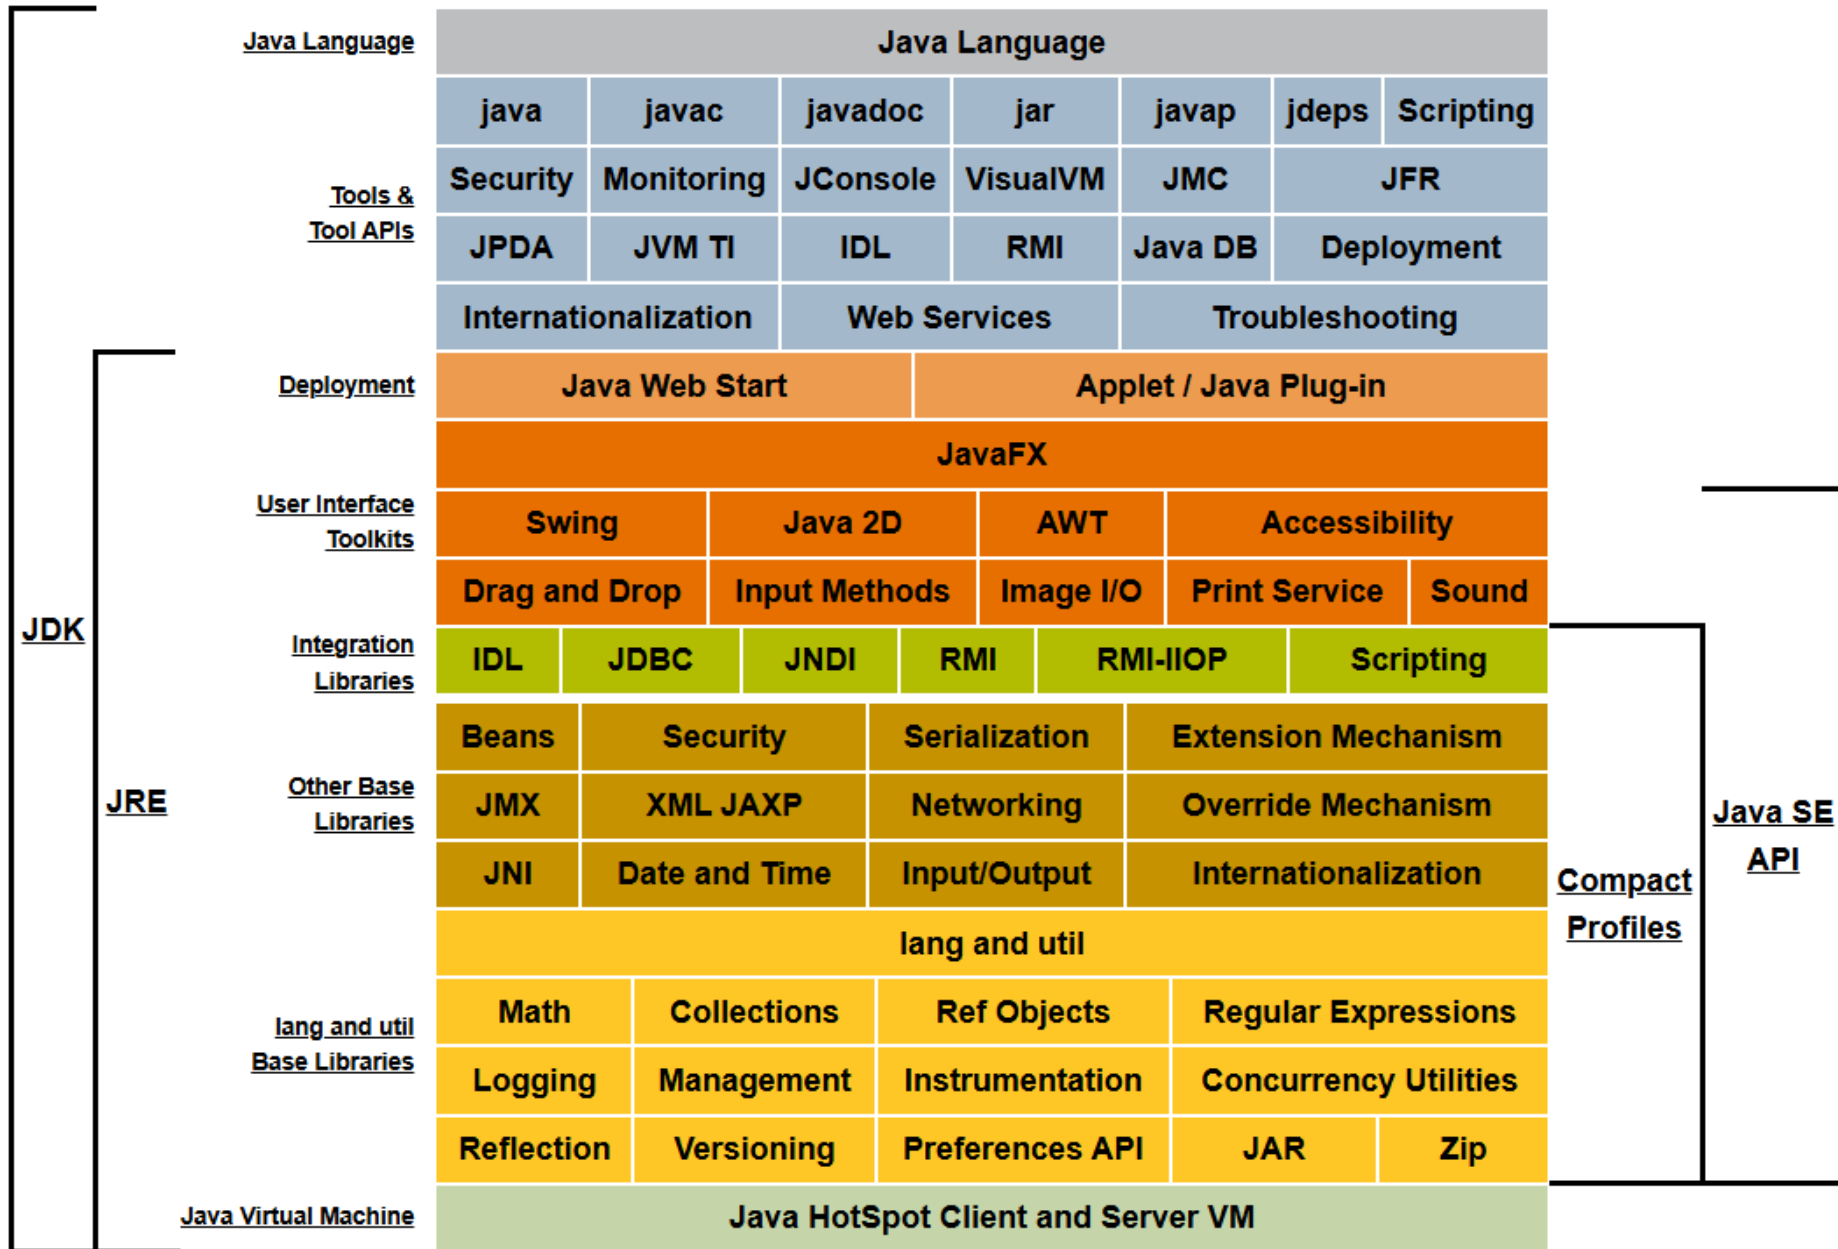 Java Language
Java Language
java javac javadoc jar javap jdeps Scripting
Tools &
Tool APIs
Security Monitoring JConsole VisualVM JMC JFR
JPDA JVM TI IDL RMI Java DB Deployment
Internationalization Web Services Troubleshooting
Deployment
Java Web Start Applet / Java Plug-in
JavaFX
User Interface
Toolkits
Swing Java 2D AWT Accessibility
Drag and Drop Input Methods Image I/O Print Service Sound
JDK
Integration
Libraries
IDL JDBC JNDI RMI RMI-IIOP Scripting
Beans Security Serialization Extension Mechanism
JRE
Other Base
Libraries
JMX XML JAXP Networking Override Mechanism
Java SE
API
JNI Date and Time Input/Output Internationalization
Compact
Profiles
lang and util
lang and util
Base Libraries
Math Collections Ref Objects Regular Expressions
Logging Management Instrumentation Concurrency Utilities
Reflection Versioning Preferences API JAR Zip
Java Virtual Machine
Java HotSpot Client and Server VM